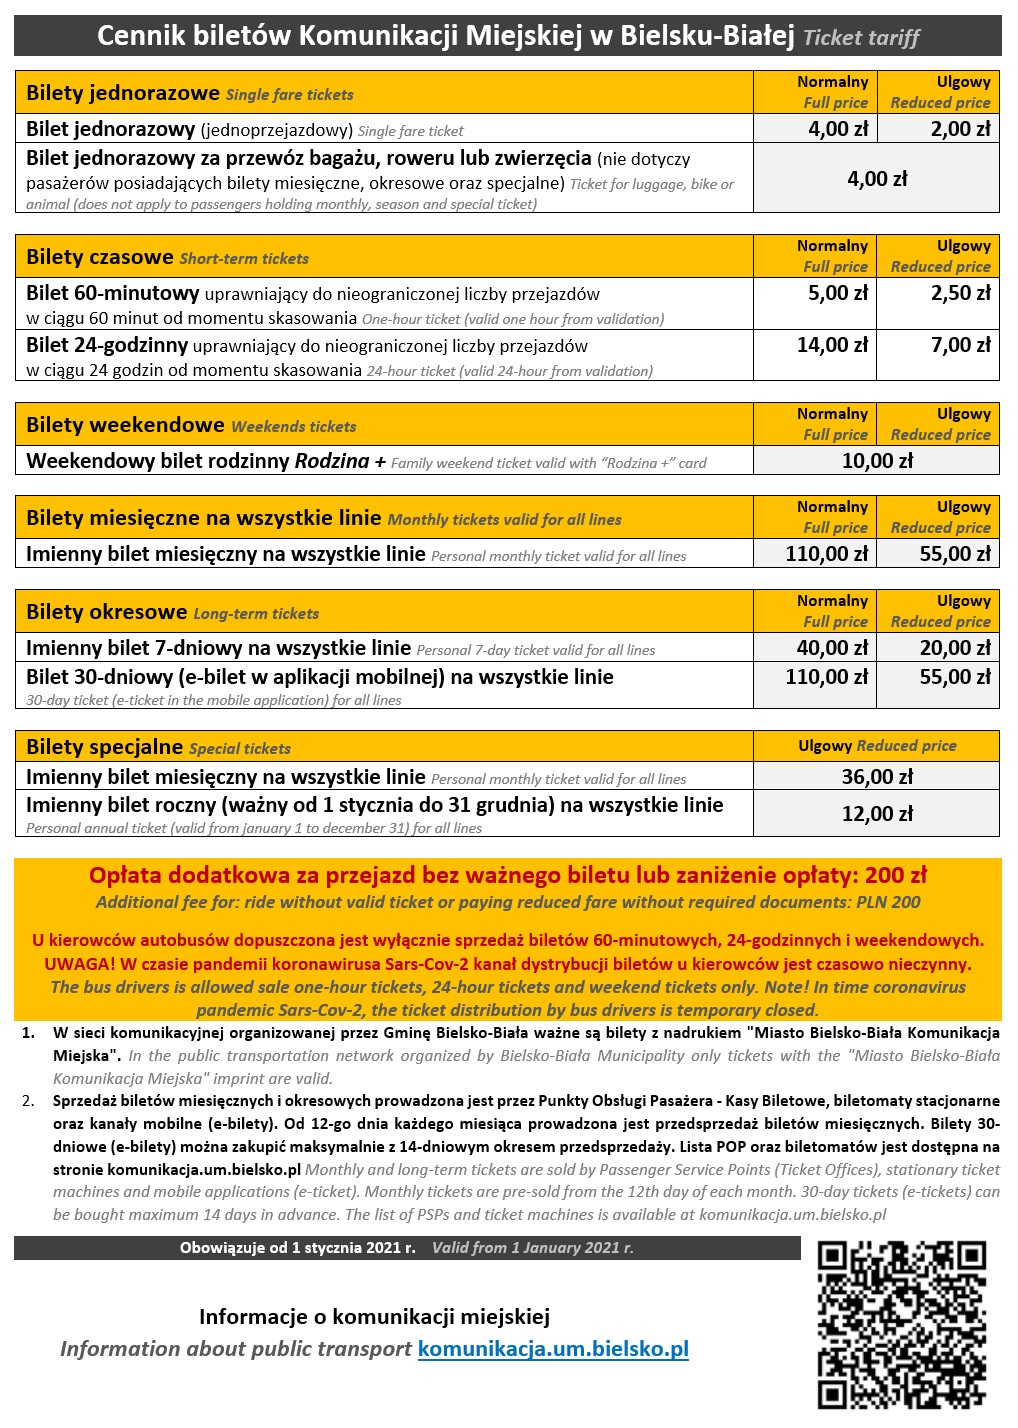 Cennik biletów Komunikacji Miejskiej w Bielsku-Białej Ticket tariff
Bilety jednorazowe Single fare tickets
Normalny
Full price
Ulgowy
Reduced price
Bilet jednorazowy (jednoprzejazdowy) Single fare ticket
4,00 zł
2,00 zł
Bilet jednorazowy za przewóz bagażu, roweru lub zwierzęcia (nie dotyczy
pasażerów posiadających bilety miesięczne, okresowe oraz specjalne) Ticket for luggage, bike or
animal (does not apply to passengers holding monthly, season and special ticket)
4,00 zł
Bilety czasowe Short-term tickets
Normalny
Full price
Ulgowy
Reduced price
Bilet 60-minutowy uprawniający do nieograniczonej liczby przejazdów
w ciągu 60 minut od momentu skasowania One-hour ticket (valid one hour from validation)
5,00 zł
2,50 zł
Bilet 24-godzinny uprawniający do nieograniczonej liczby przejazdów
w ciągu 24 godzin od momentu skasowania 24-hour ticket (valid 24-hour from validation)
14,00 zł
7,00 zł
Bilety weekendowe Weekends tickets
Normalny
Full price
Ulgowy
Reduced price
Weekendowy bilet rodzinny Rodzina + Family weekend ticket valid with “Rodzina +” card
10,00 zł
Bilety miesięczne na wszystkie linie Monthly tickets valid for all lines
Normalny
Full price
Ulgowy
Reduced price
Imienny bilet miesięczny na wszystkie linie Personal monthly ticket valid for all lines
110,00 zł
55,00 zł
Bilety okresowe Long-term tickets
Normalny
Full price
Ulgowy
Reduced price
Imienny bilet 7-dniowy na wszystkie linie Personal 7-day ticket valid for all lines
40,00 zł
20,00 zł
Bilet 30-dniowy (e-bilet w aplikacji mobilnej) na wszystkie linie
30-day ticket (e-ticket in the mobile application) for all lines
110,00 zł
55,00 zł
Bilety specjalne Special tickets
Ulgowy Reduced price
Imienny bilet miesięczny na wszystkie linie Personal monthly ticket valid for all lines
36,00 zł
Imienny bilet roczny (ważny od 1 stycznia do 31 grudnia) na wszystkie linie
Personal annual ticket (valid from january 1 to december 31) for all lines
12,00 zł
Opłata dodatkowa za przejazd bez ważnego biletu lub zaniżenie opłaty: 200 zł
Additional fee for: ride without valid ticket or paying reduced fare without required documents: PLN 200
U kierowców autobusów dopuszczona jest wyłącznie sprzedaż biletów 60-minutowych, 24-godzinnych i weekendowych.
UWAGA! W czasie pandemii koronawirusa Sars-Cov-2 kanał dystrybucji biletów u kierowców jest czasowo nieczynny.
The bus drivers is allowed sale one-hour tickets, 24-hour tickets and weekend tickets only. Note! In time coronavirus
pandemic Sars-Cov-2, the ticket distribution by bus drivers is temporary closed.
1. W sieci komunikacyjnej organizowanej przez Gminę Bielsko-Biała ważne są bilety z nadrukiem "Miasto Bielsko-Biała Komunikacja
Miejska". In the public transportation network organized by Bielsko-Biała Municipality only tickets with the "Miasto Bielsko-Biała
Komunikacja Miejska" imprint are valid.
2. Sprzedaż biletów miesięcznych i okresowych prowadzona jest przez Punkty Obsługi Pasażera - Kasy Biletowe, biletomaty stacjonarne
oraz kanały mobilne (e-bilety). Od 12-go dnia każdego miesiąca prowadzona jest przedsprzedaż biletów miesięcznych. Bilety 30-
dniowe (e-bilety) można zakupić maksymalnie z 14-dniowym okresem przedsprzedaży. Lista POP oraz biletomatów jest dostępna na
stronie komunikacja.um.bielsko.pl Monthly and long-term tickets are sold by Passenger Service Points (Ticket Offices), stationary ticket
machines and mobile applications (e-ticket). Monthly tickets are pre-sold from the 12th day of each month. 30-day tickets (e-tickets) can
be bought maximum 14 days in advance. The list of PSPs and ticket machines is available at komunikacja.um.bielsko.pl
Obowiązuje od 1 stycznia 2021 r. Valid from 1 January 2021 r.
Informacje o komunikacji miejskiej
Information about public transport komunikacja.um.bielsko.pl